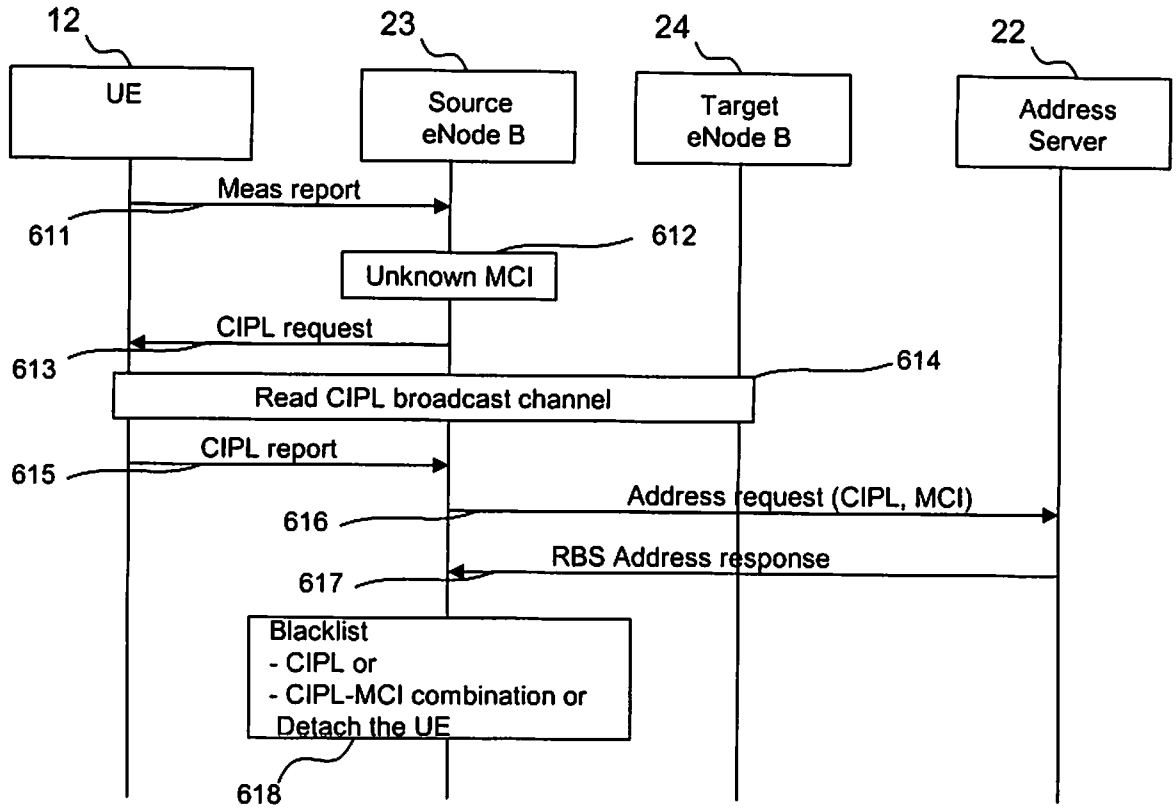 12
23
24
22
UE
Source
eNode B
Target
eNode B
Address
Server
Meas report
611
612
Unknown MCI
CIPL request
613
614
Read CIPL broadcast channel
CIPL report
615
Address request (CIPL, MCI)
616
RBS Address response
617
Blacklist
- CIPL or
- CIPL-MCI combination or
Detach the UE
618